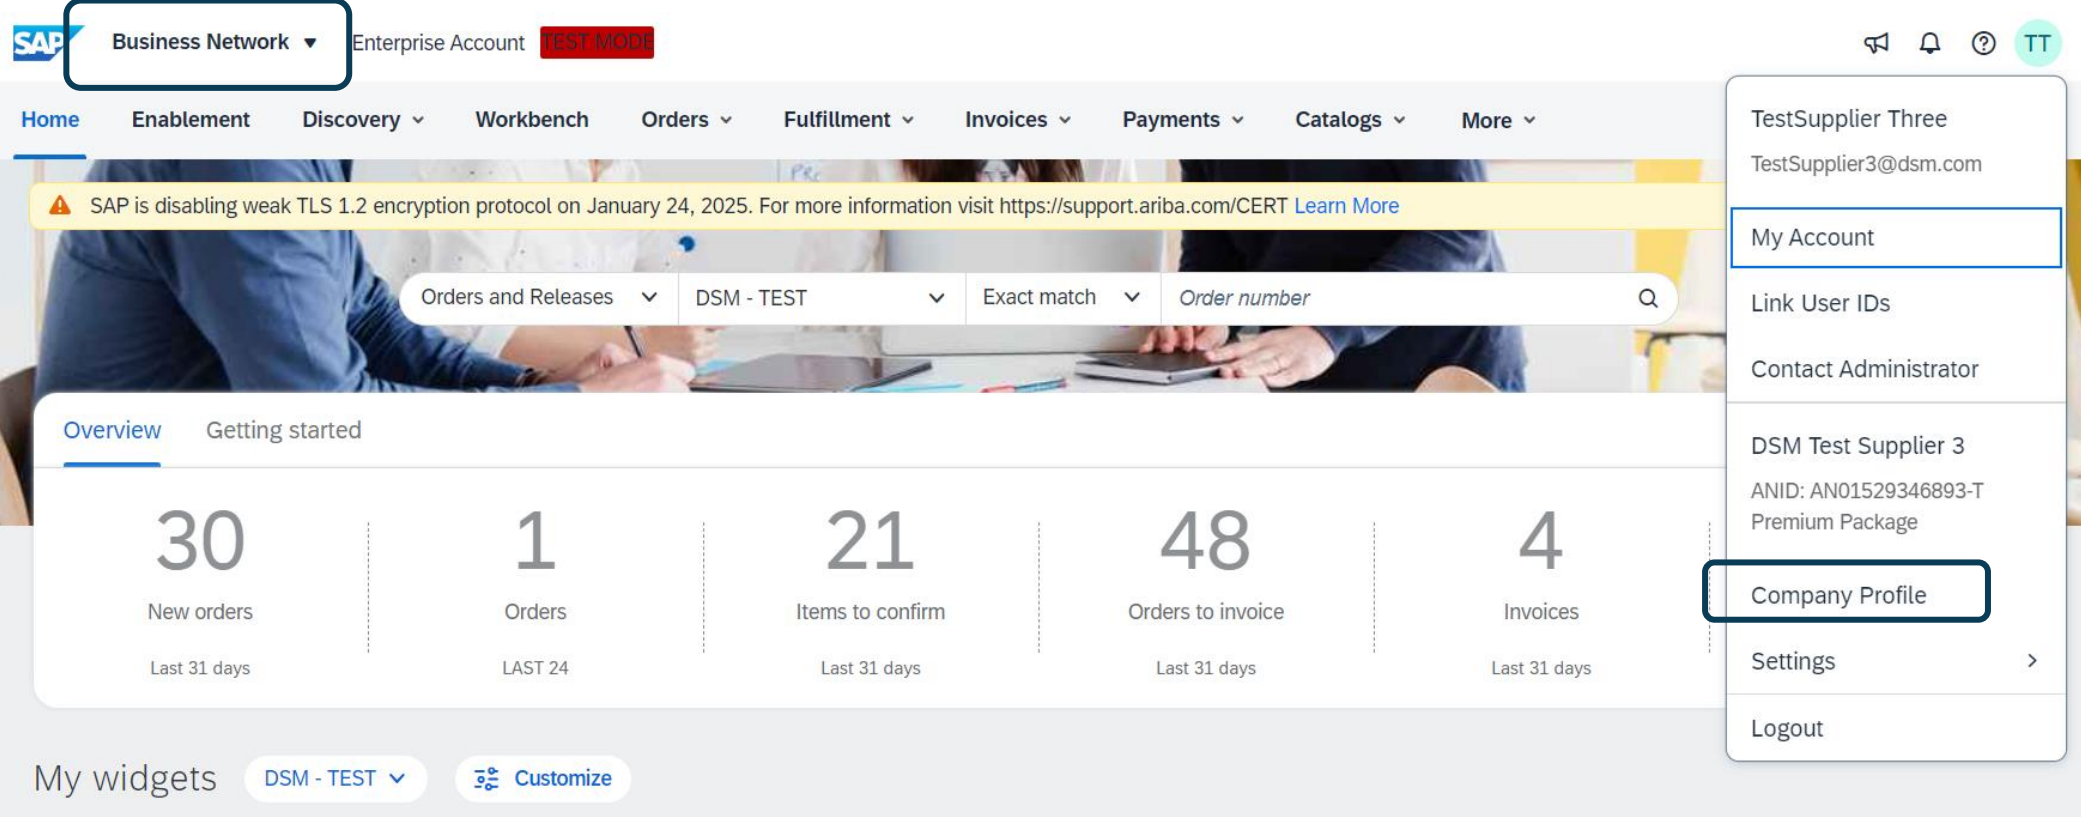 SAP Business Network Enterprise Account TEST MODE TT
Home Enablement Discovery Workbench Orders Fulfillment Invoices Payments Catalogs More
SAP is disabling weak TLS 1.2 encryption protocol on January 24, 2025. For more information visit https://support.ariba.com/CERT Learn More
Orders and Releases DSM - TEST Exact match Order number
Overview Getting started
30 1 21 48 4
New orders Orders Items to confirm Orders to invoice Invoices
Last 31 days LAST 24 Last 31 days Last 31 days Last 31 days
My widgets DSM - TEST Customize
TestSupplier Three
TestSupplier3@dsm.com
My Account
Link User IDs
Contact Administrator
DSM Test Supplier 3
ANID: AN01529346893-T
Premium Package
Company Profile
Settings
Logout